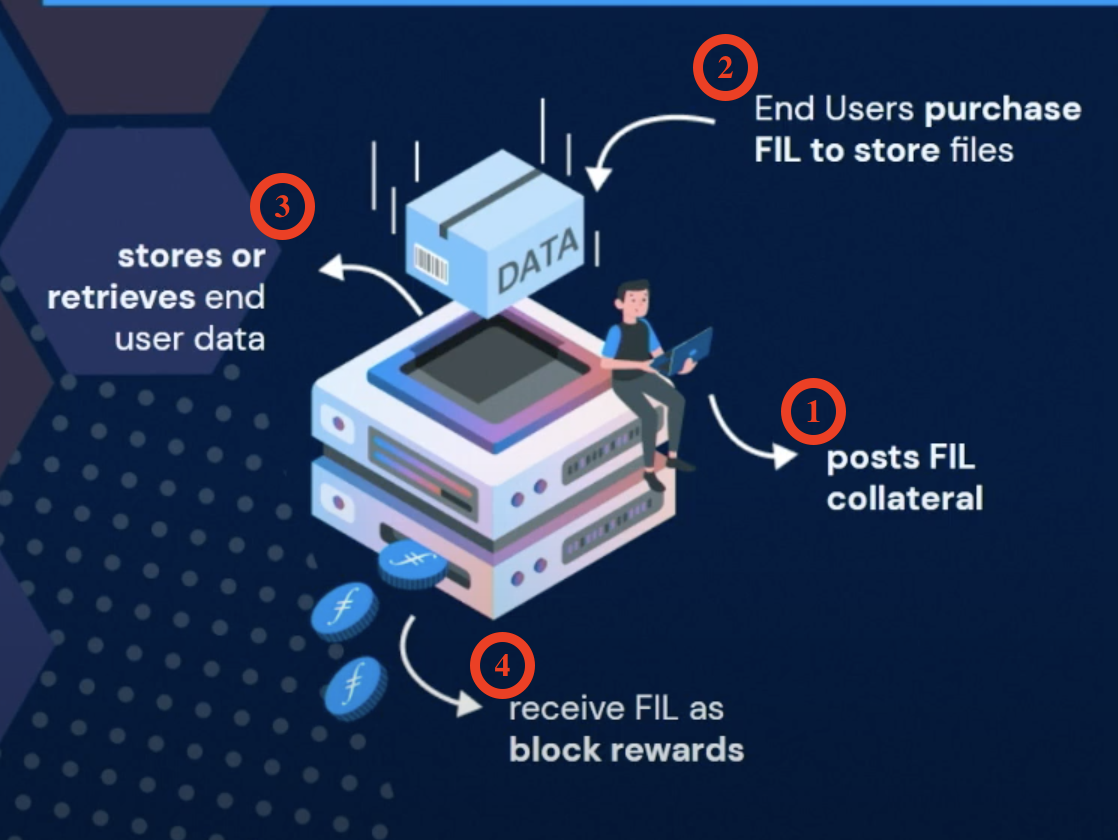 2
End Users purchase
FIL to store files
3
stores or
retrieves end
user data
DATA
1
posts FIL
collateral
4
receive FIL as
block rewards